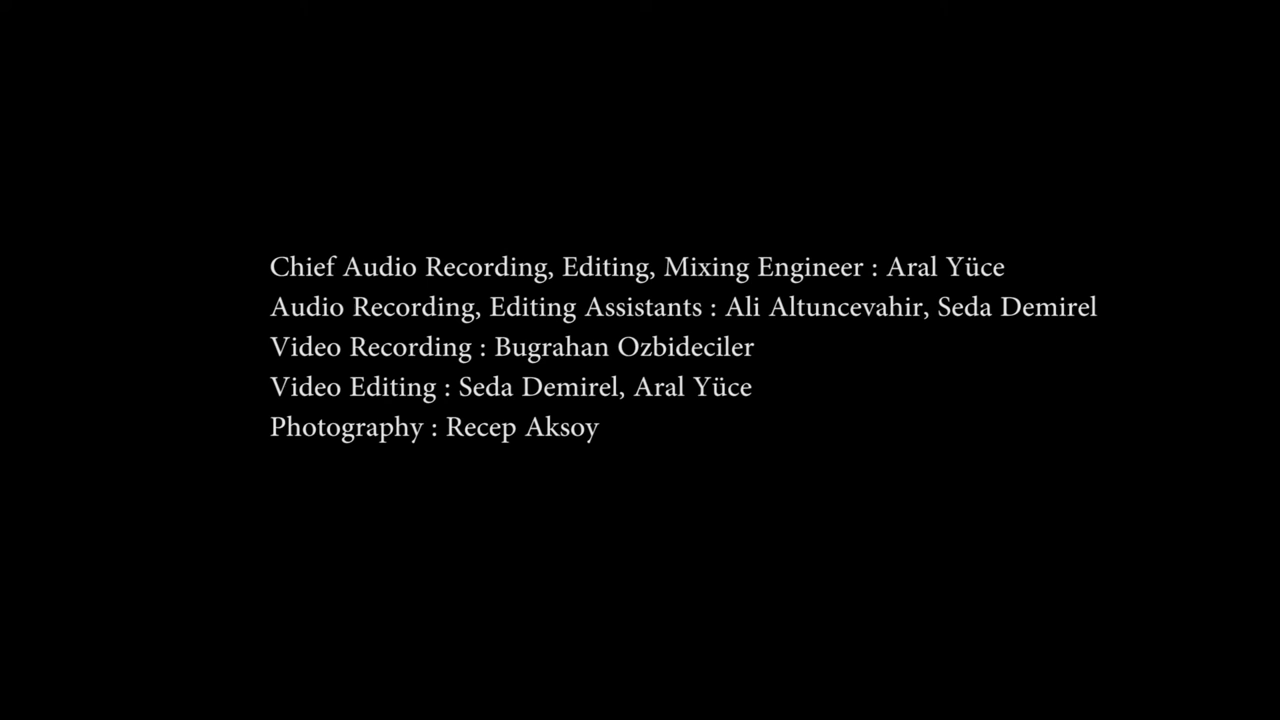 Chief Audio Recording, Editing, Mixing Engineer : Aral Yüce
Audio Recording, Editing Assistants : Ali Altuncevahir, Seda Demirel
Video Recording : Bugrahan Ozbideciler
Video Editing : Seda Demirel, Aral Yüce
Photography : Recep Aksoy